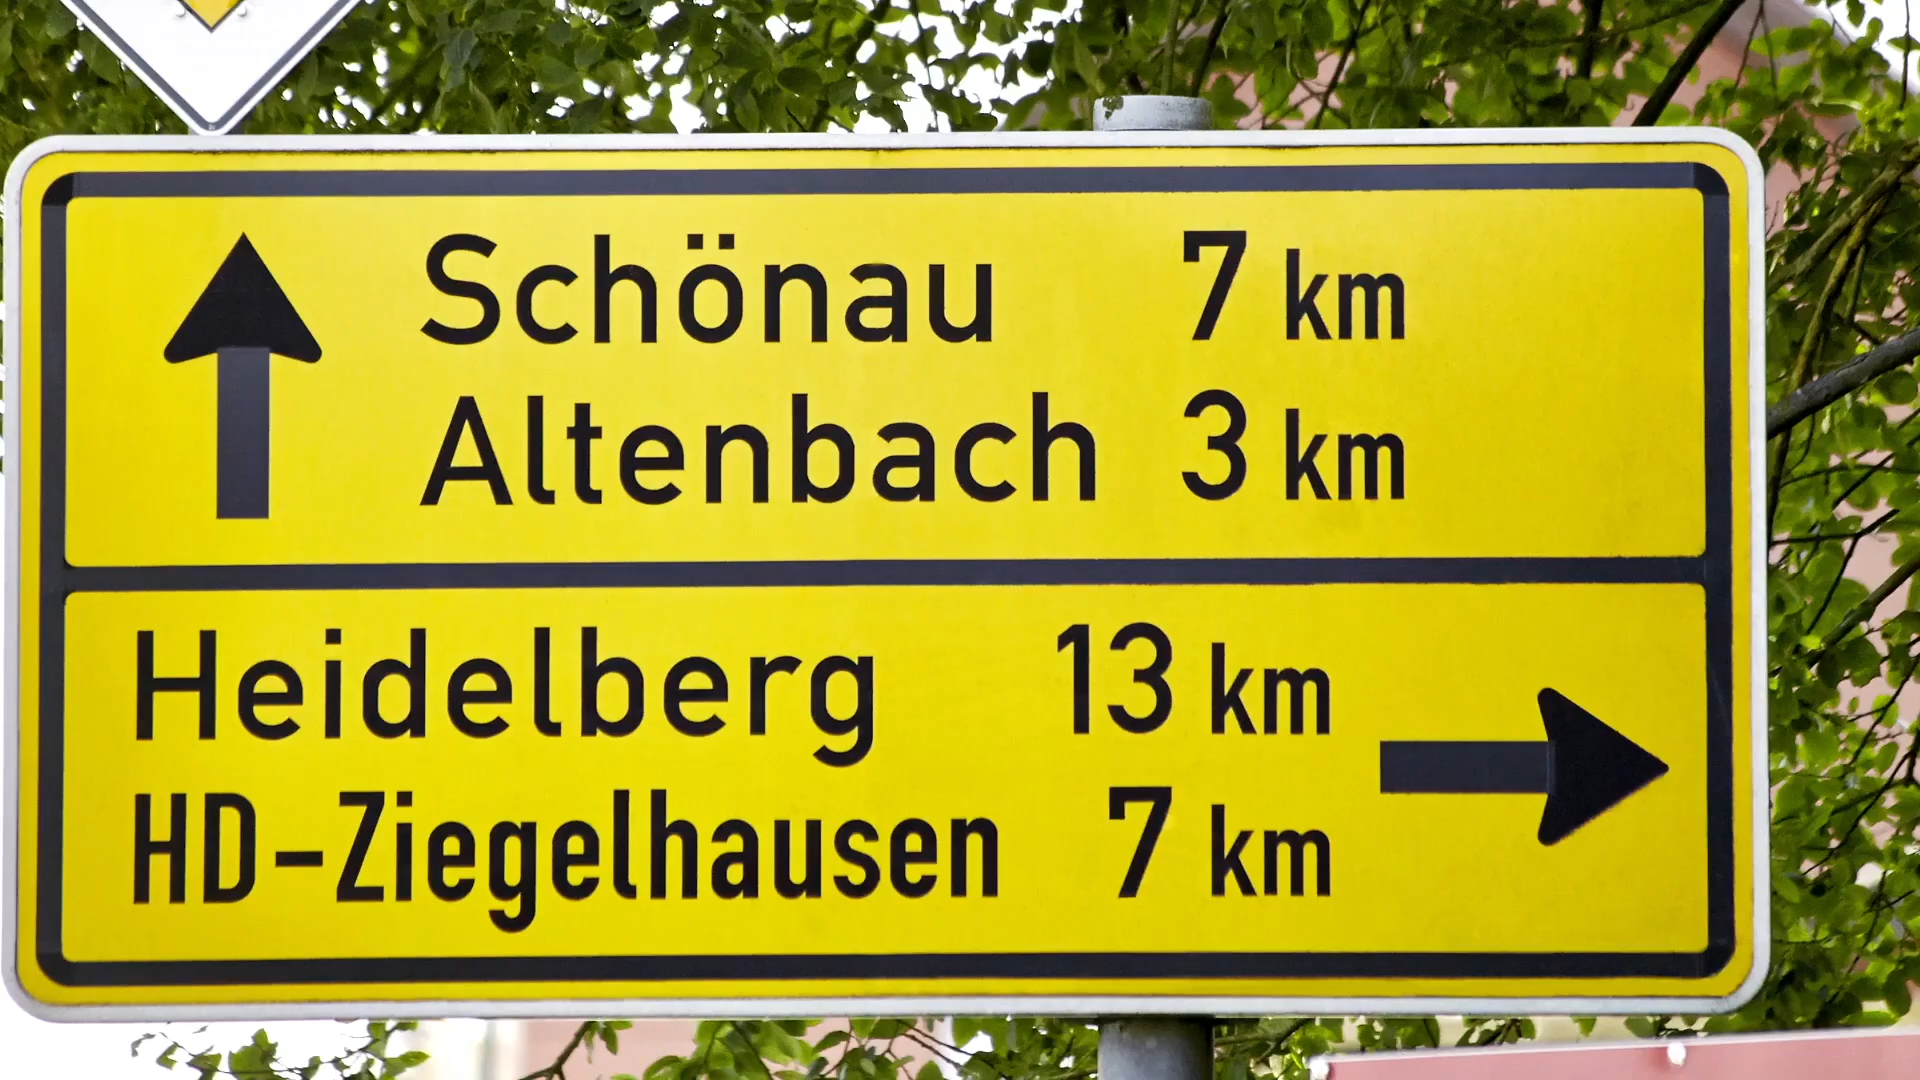 Schönau 7 km
Altenbach 3 km
Heidelberg 13 km
HD-Ziegelhausen 7 km